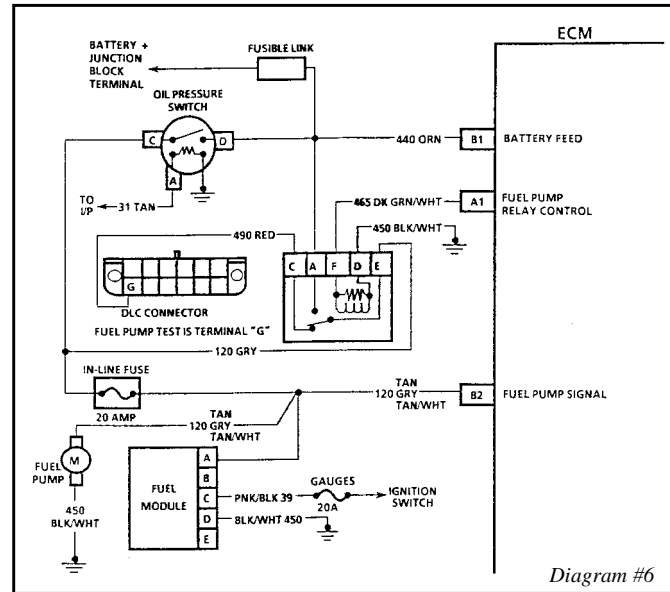 ECM
BATTERY +
JUNCTION
BLOCK
TERMINAL
FUSIBLE LINK
OIL PRESSURE
SWITCH
C
D
A
440 ORN
B1
BATTERY FEED
TO
I/P
31 TAN
465 DK GRN/WHT
A1
FUEL PUMP
RELAY CONTROL
450 BLK/WHT
490 RED
C A F D E
G
DLC CONNECTOR
FUEL PUMP TEST IS TERMINAL "G"
120 GRY
IN-LINE FUSE
20 AMP
TAN
120 GRY
TAN/WHT
B2
FUEL PUMP SIGNAL
TAN
120 GRY
TAN/WHT
M
FUEL
PUMP
450
BLK/WHT
FUEL
MODULE
A
B
C
D
E
PNK/BLK 39
GAUGES
20A
IGNITION
SWITCH
BLK/WHT 450
Diagram #6